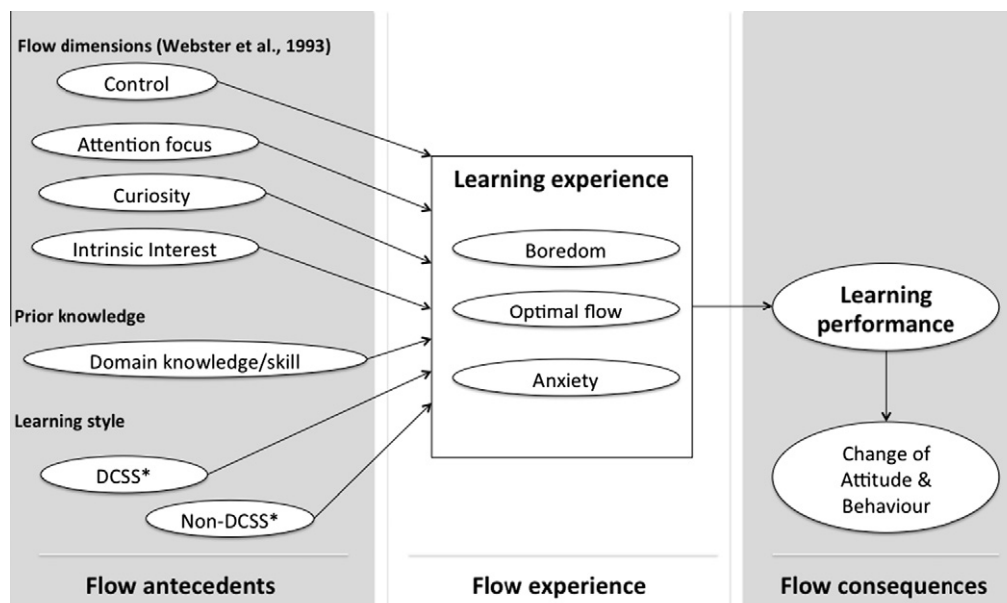 Flow dimensions (Webster et al., 1993)
Control
Attention focus
Curiosity
Intrinsic Interest
Prior knowledge
Domain knowledge/skill
Learning style
DCSS*
Non-DCSS*
Flow antecedents
Learning experience
Boredom
Optimal flow
Anxiety
Flow experience
Learning
performance
Change of
Attitude &
Behaviour
Flow consequences